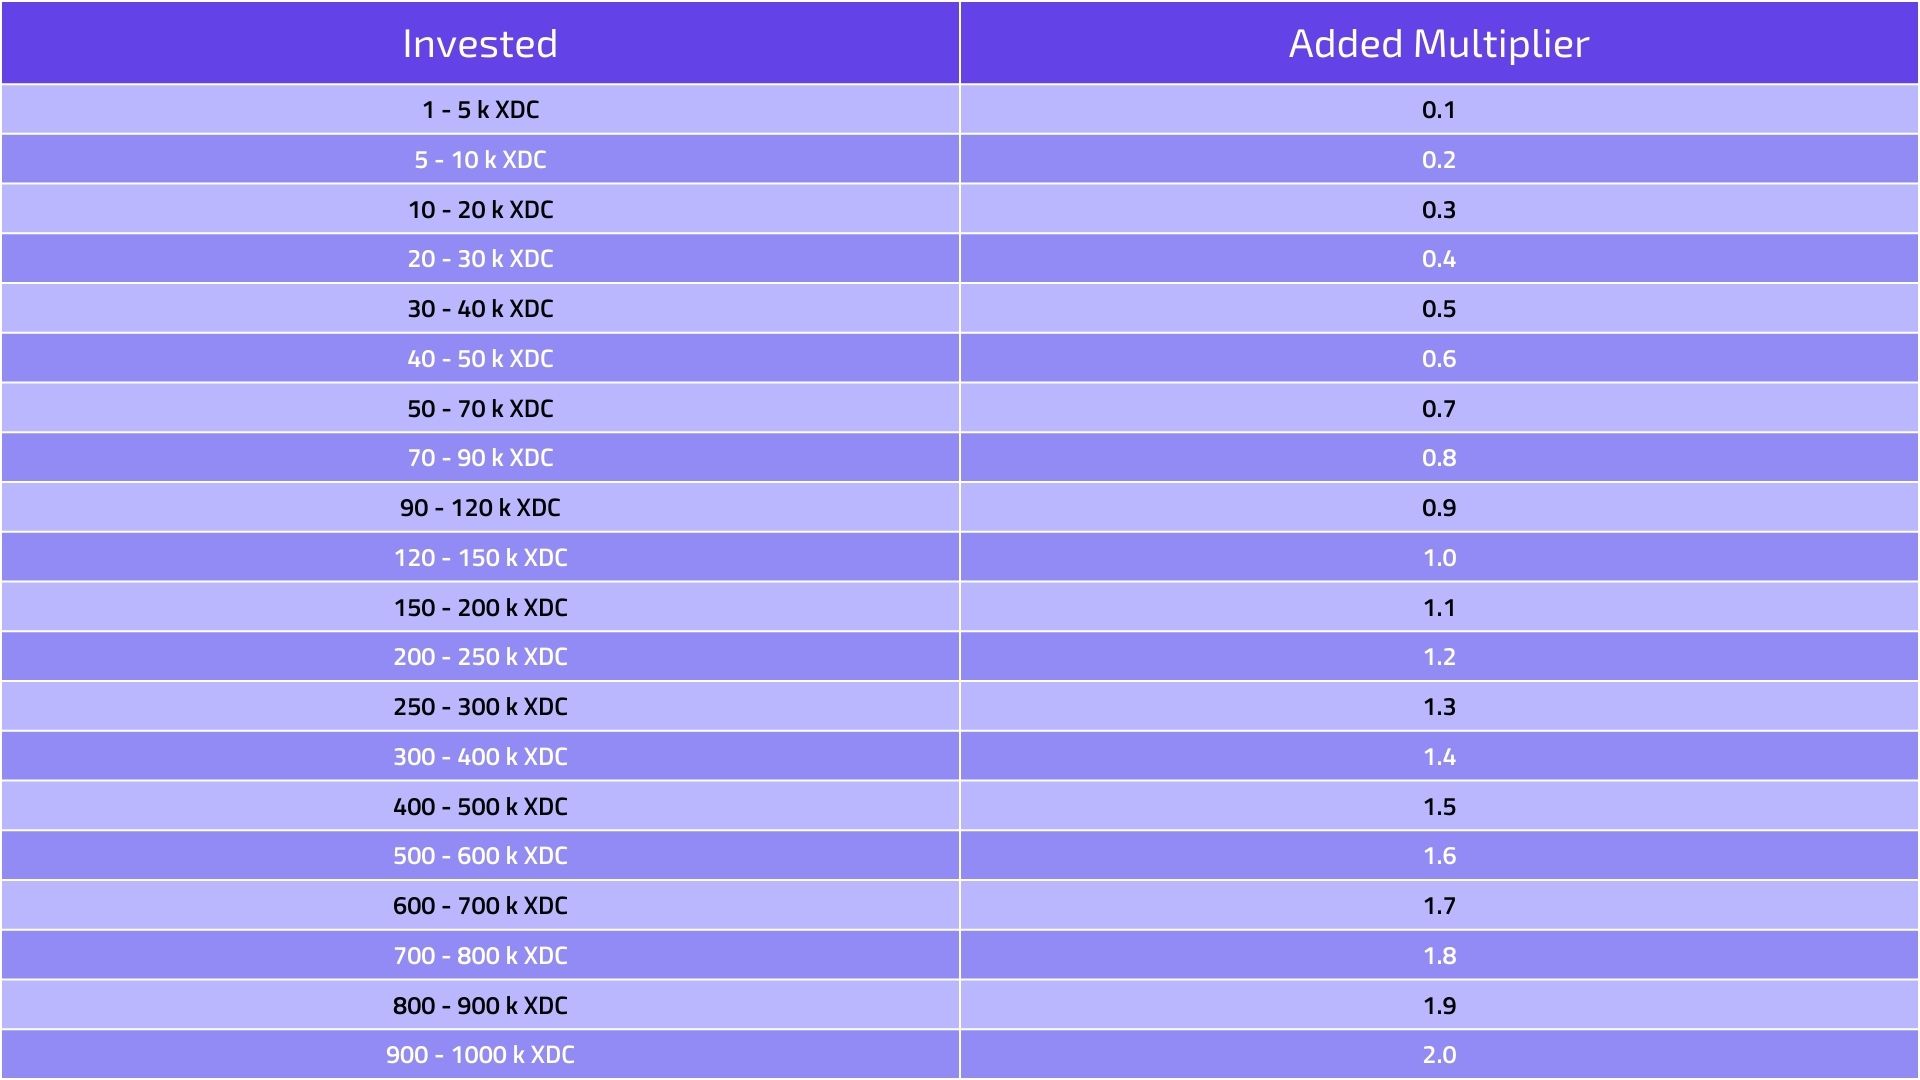 Invested Added Multiplier
1 - 5 k XDC 0.1
5 - 10 k XDC 0.2
10 - 20 k XDC 0.3
20 - 30 k XDC 0.4
30 - 40 k XDC 0.5
40 - 50 k XDC 0.6
50 - 70 k XDC 0.7
70 - 90 k XDC 0.8
90 - 120 k XDC 0.9
120 - 150 k XDC 1.0
150 - 200 k XDC 1.1
200 - 250 k XDC 1.2
250 - 300 k XDC 1.3
300 - 400 k XDC 1.4
400 - 500 k XDC 1.5
500 - 600 k XDC 1.6
600 - 700 k XDC 1.7
700 - 800 k XDC 1.8
800 - 900 k XDC 1.9
900 - 1000 k XDC 2.0